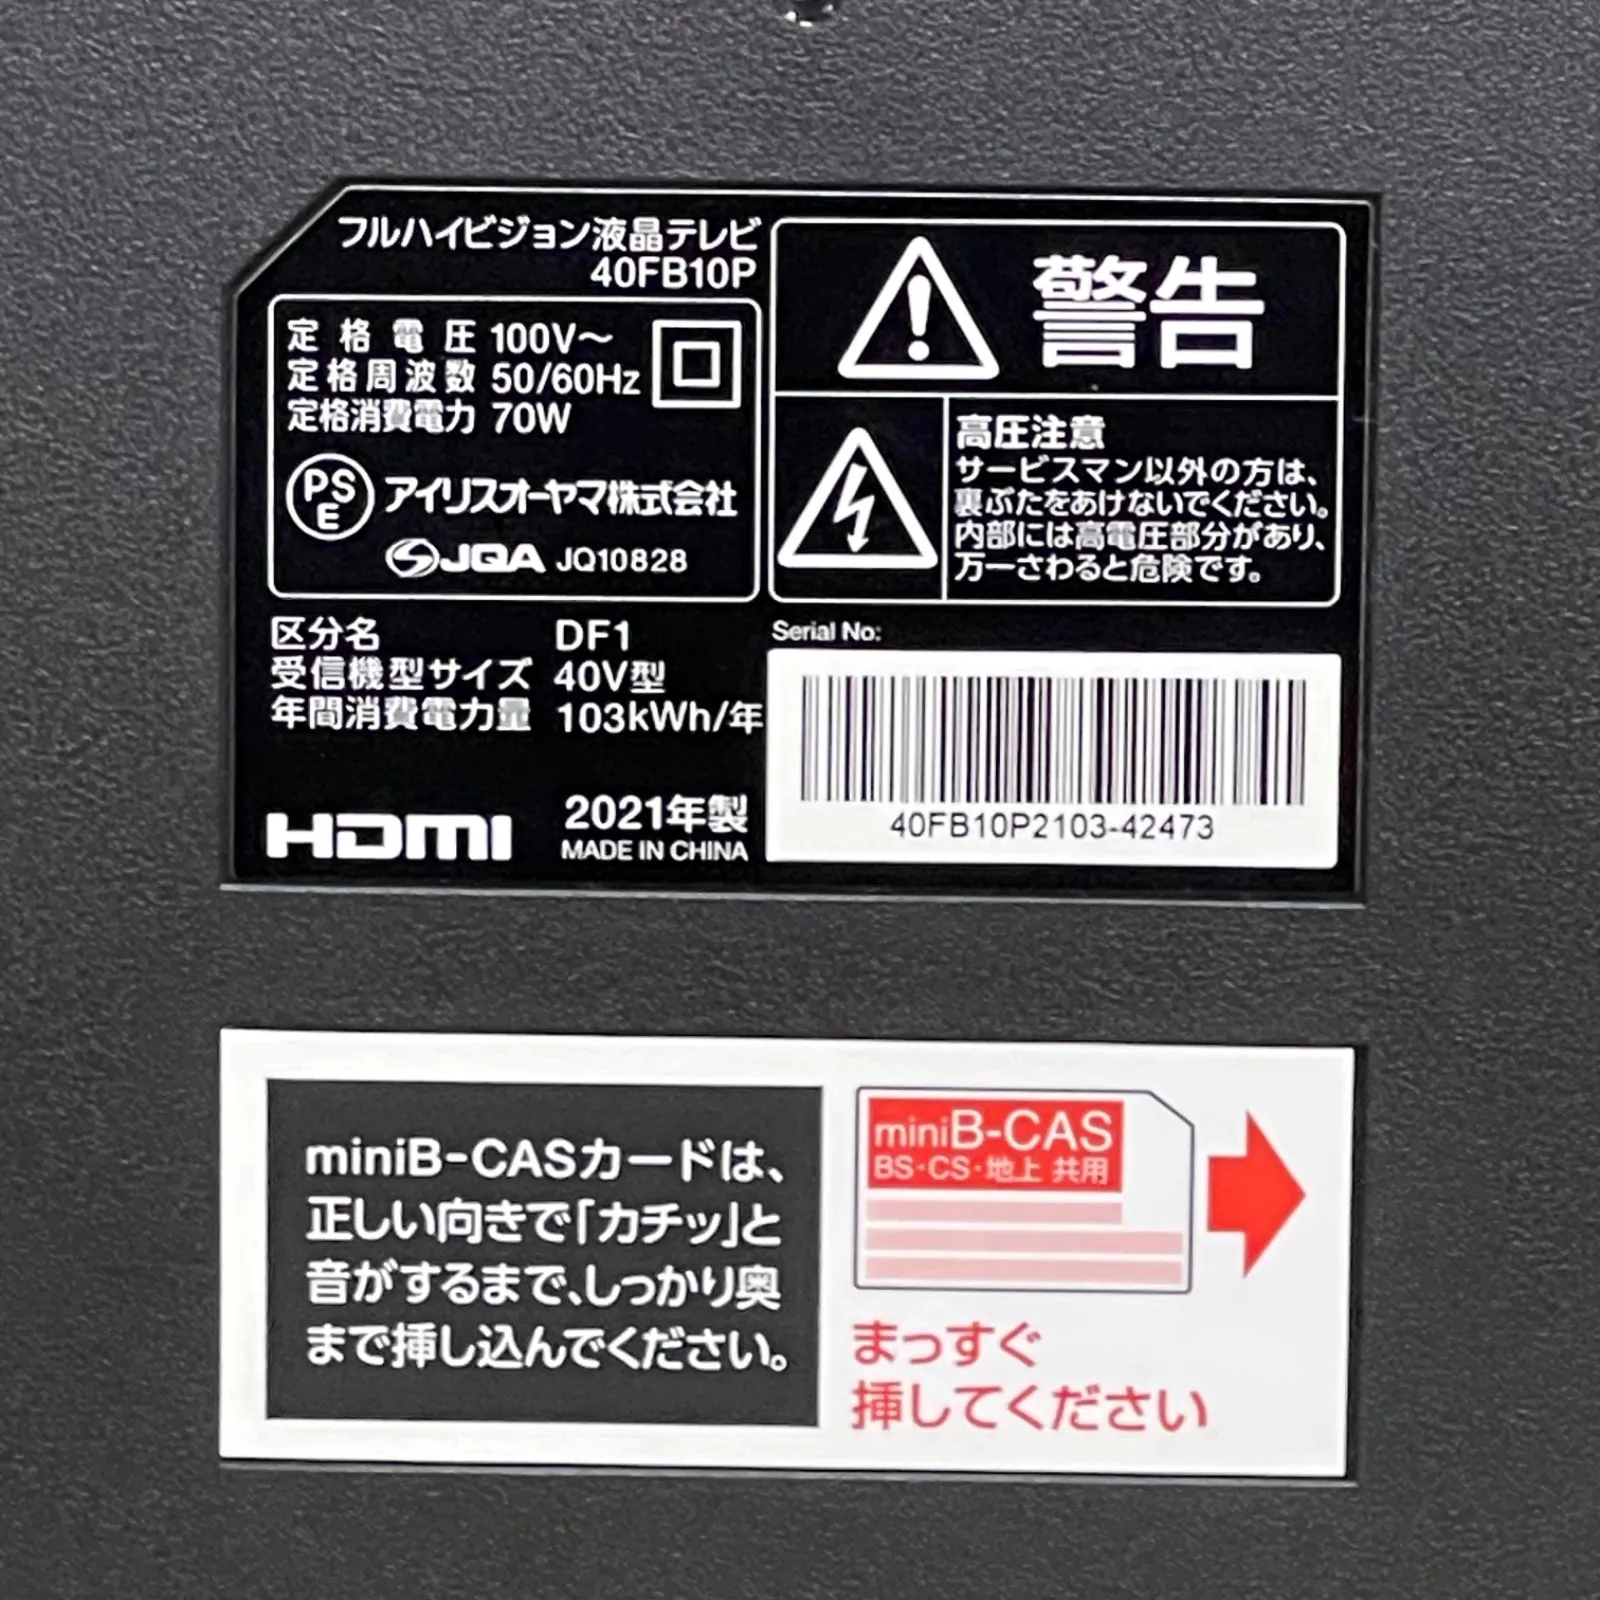 フルハイビジョン液晶テレビ
40FB10P
定格電圧 100V～
定格周波数 50/60Hz
定格消費電力 70W
PS
E
アイリスオーヤマ株式会社
JQA JQ10828
区分名 DF1
受信機型サイズ 40V型
年間消費電力量 103kWh/年
HDMI
2021年製
MADE IN CHINA
警告
高圧注意
サービスマン以外の方は、
裏ぶたをあけないでください。
内部には高電圧部分があり、
万一さわると危険です。
Serial No:
40FB10P2103-42473
miniB-CASカードは、
正しい向きで「カチッ」と
音がするまで、しっかり奥
まで挿し込んでください。
miniB-CAS
BS・CS・地上 共用
まっすぐ
挿してください